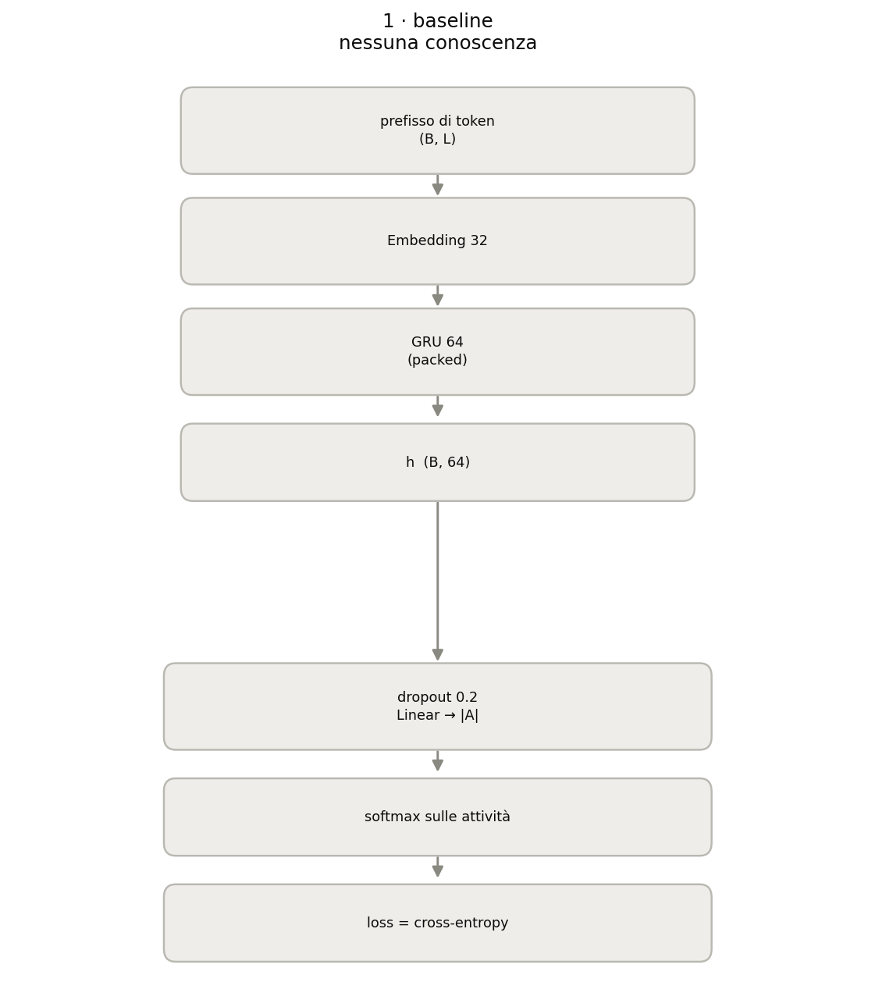 1 · baseline
nessuna conoscenza
prefisso di token
(B, L)
Embedding 32
GRU 64
(packed)
h  (B, 64)
dropout 0.2
Linear → |A|
softmax sulle attività
loss = cross-entropy